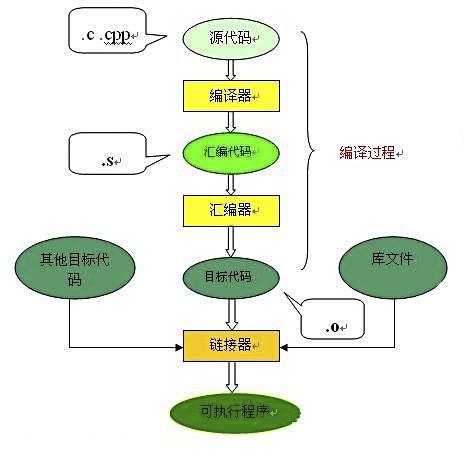 .c .cpp
源代码
编译器
.s
汇编代码
编译过程
汇编器
其他目标代
码
目标代码
库文件
.o
链接器
可执行程序